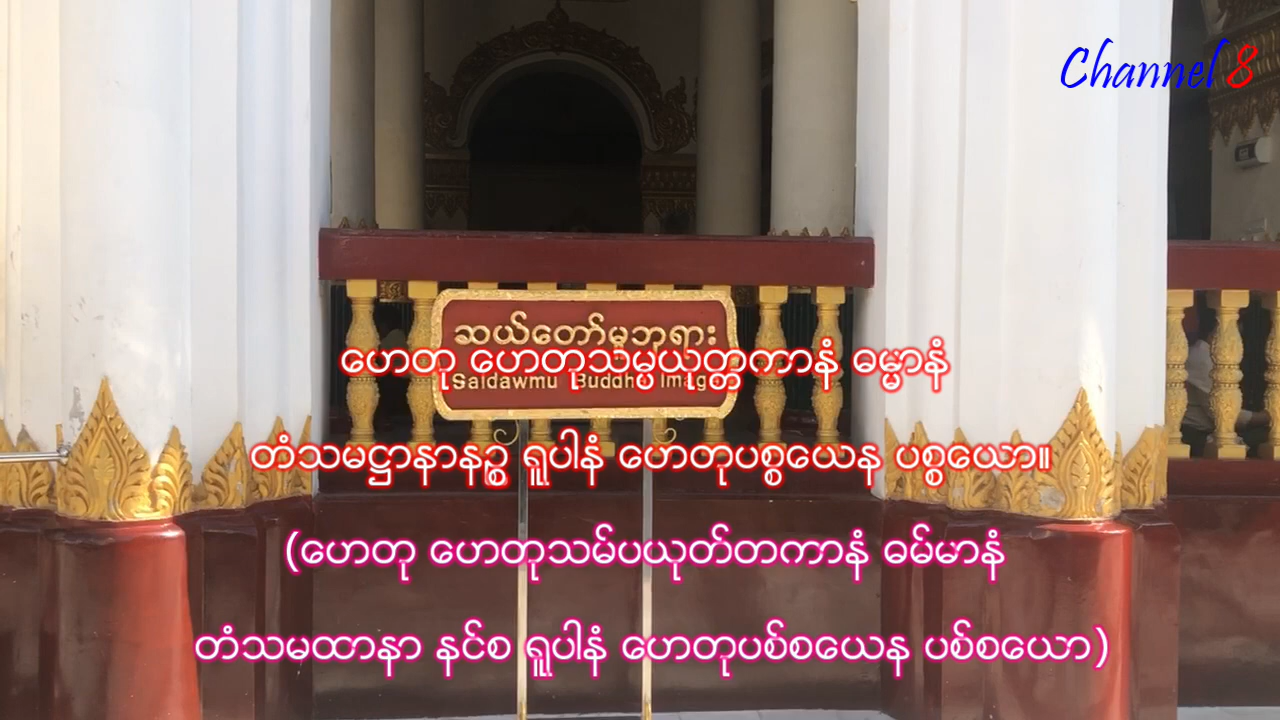 Channel 8
ဆယ်တော်မူဘုရား
ဟေတု ဟေတုသမ္ပယုတ္တကာနံ ဓမ္မာနံ
Saldawmu Buddha Image
တံသမဋ္ဌာနာနဉ္စ ရူပါနံ ဟေတုပစ္စယေန ပစ္စယော။
(ဟေတု ဟေတုသမ်ပယုတ်တကာနံ ဓမ်မာနံ
တံသမထာနာ နင်စ ရူပါနံ ဟေတုပစ်စယေန ပစ်စယော)